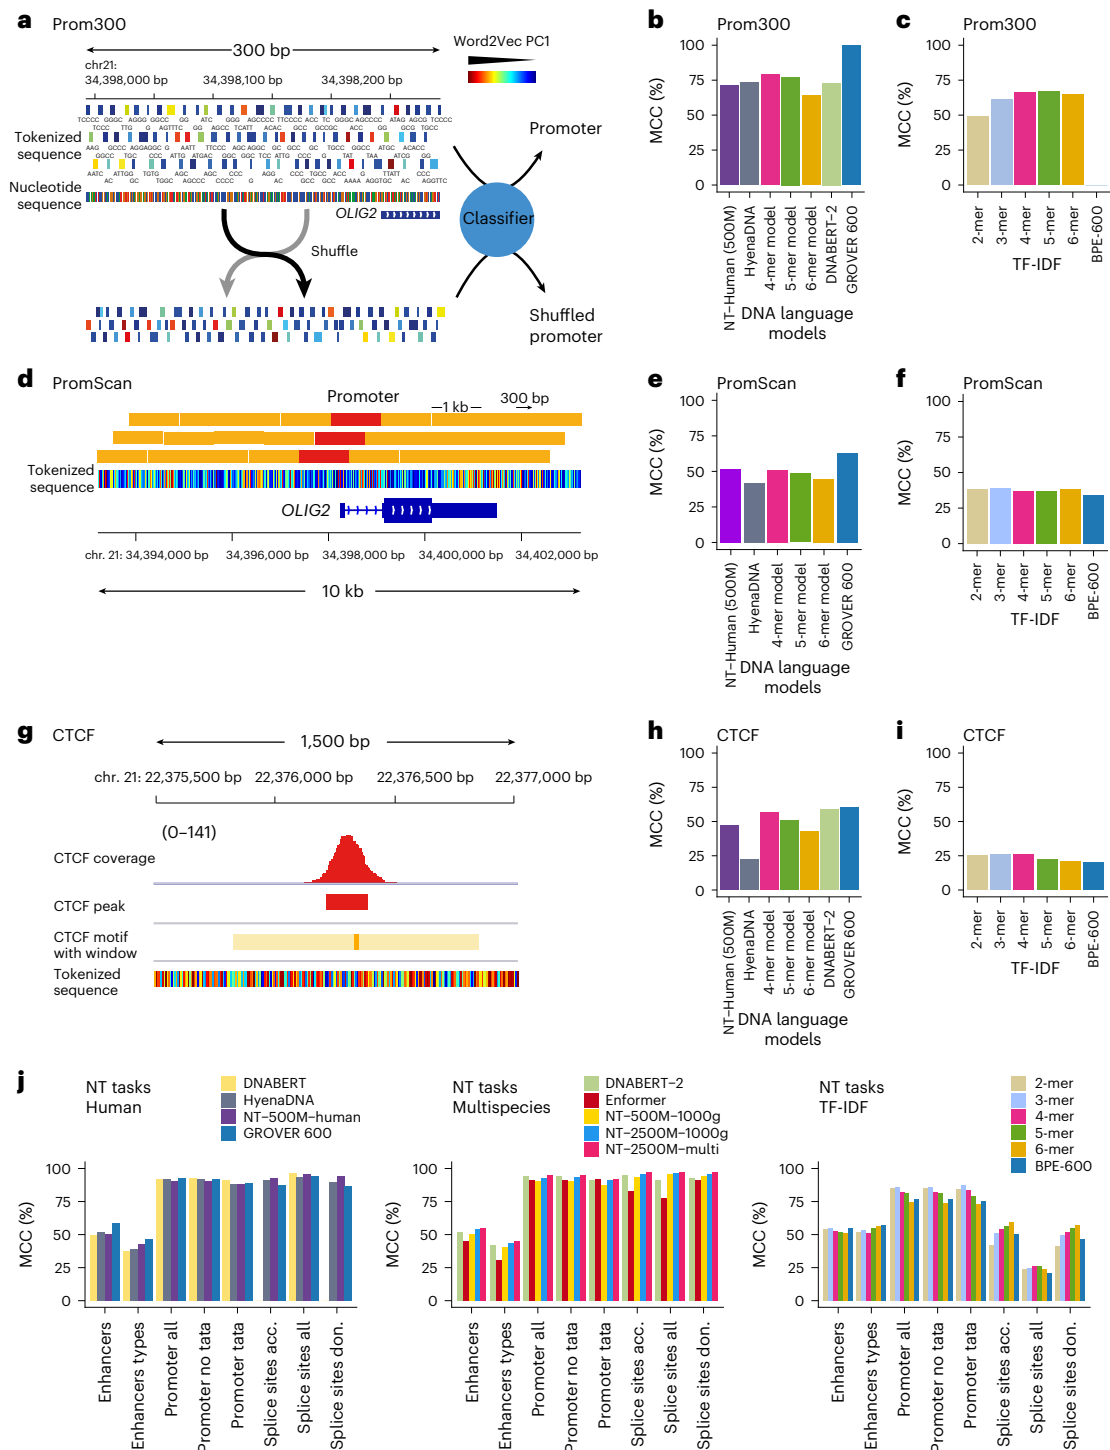 a Prom300
300 bp
chr21:
34,398,000 bp 34,398,100 bp 34,398,200 bp
Word2Vec PC1
Tokenized
sequence
Nucleotide
sequence
OLIG2
Shuffle
Promoter
Classifier
Shuffled
promoter
b Prom300
MCC (%)
100
75
50
25
0
NT–Human (500M)
HyenaDNA
4-mer model
5-mer model
6-mer model
DNABERT–2
GROVER 600
DNA language
models
c Prom300
MCC (%)
100
75
50
25
0
2-mer
3-mer
4-mer
5-mer
6-mer
BPE-600
TF-IDF
d PromScan
Promoter
1 kb
300 bp
Tokenized
sequence
OLIG2
chr. 21: 34,394,000 bp 34,396,000 bp 34,398,000 bp 34,400,000 bp 34,402,000 bp
10 kb
e PromScan
MCC (%)
100
75
50
25
0
NT–Human (500M)
HyenaDNA
4-mer model
5-mer model
6-mer model
GROVER 600
DNA language
models
f PromScan
MCC (%)
100
75
50
25
0
2-mer
3-mer
4-mer
5-mer
6-mer
BPE-600
TF-IDF
g CTCF
1,500 bp
chr. 21: 22,375,500 bp 22,376,000 bp 22,376,500 bp 22,377,000 bp
(0–141)
CTCF coverage
CTCF peak
CTCF motif
with window
Tokenized
sequence
h CTCF
MCC (%)
100
75
50
25
0
NT–Human (500M)
HyenaDNA
4-mer model
5-mer model
6-mer model
DNABERT–2
GROVER 600
DNA language
models
i CTCF
MCC (%)
100
75
50
25
0
2-mer
3-mer
4-mer
5-mer
6-mer
BPE-600
TF-IDF
j
NT tasks
Human
DNABERT
HyenaDNA
NT–500M–human
GROVER 600
MCC (%)
100
75
50
25
0
Enhancers
Enhancers types
Promoter all
Promoter no tata
Promoter tata
Splice sites acc.
Splice sites all
Splice sites don.
NT tasks
Multispecies
DNABERT–2
Enformer
NT–500M–1000g
NT–2500M–1000g
NT–2500M–multi
MCC (%)
100
75
50
25
0
Enhancers
Enhancers types
Promoter all
Promoter no tata
Promoter tata
Splice sites acc.
Splice sites all
Splice sites don.
NT tasks
TF-IDF
2-mer
3-mer
4-mer
5-mer
6-mer
BPE-600
MCC (%)
100
75
50
25
0
Enhancers
Enhancers types
Promoter all
Promoter no tata
Promoter tata
Splice sites acc.
Splice sites all
Splice sites don.